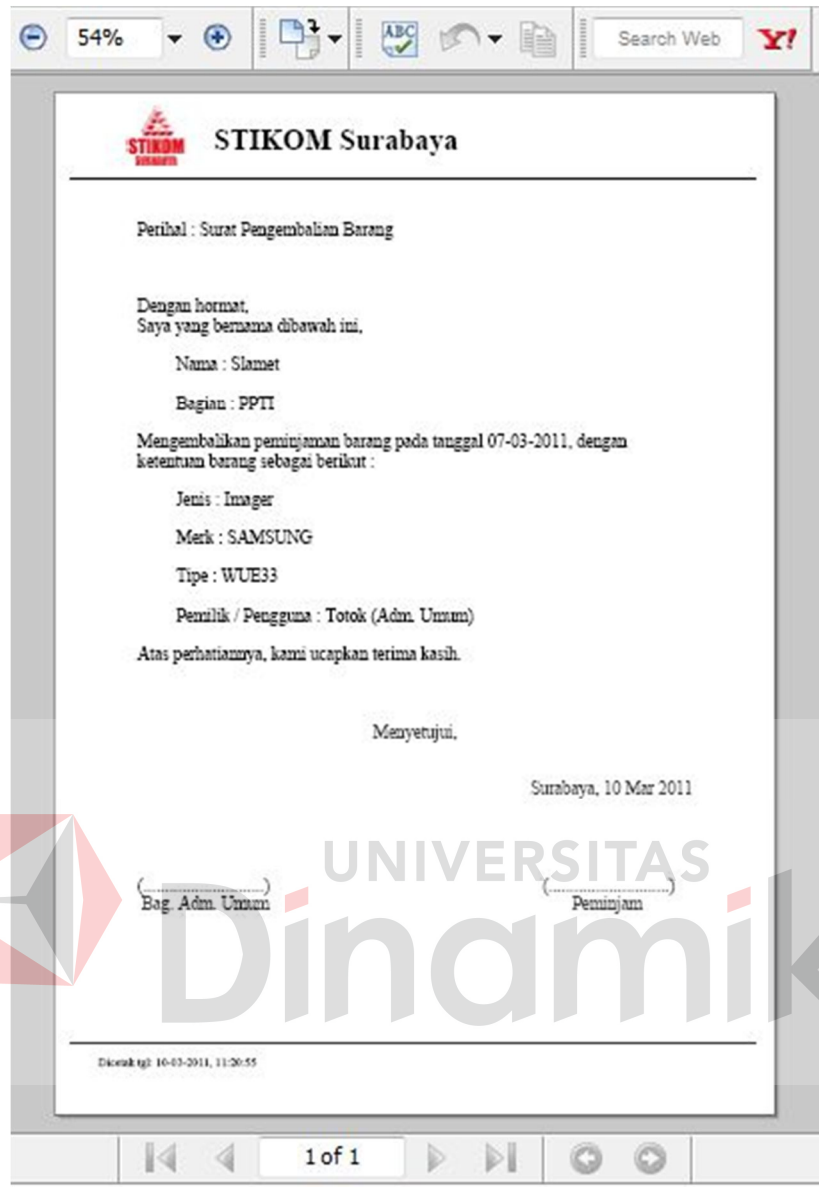 54%
ABC
Search Web
Y!
STIKOM
SURABAYA
STIKOM Surabaya
Perihal : Surat Pengembalian Barang
Dengan hormat,
Saya yang bernama dibawah ini,
Nama : Slamet
Bagian : PPTI
Mengembalikan peminjaman barang pada tanggal 07-03-2011, dengan
ketentuan barang sebagai berikut :
Jenis : Imager
Merk : SAMSUNG
Tipe : WUE33
Pemilik / Pengguna : Totok (Adm. Umum)
Atas perhatiannya, kami ucapkan terima kasih.
Menyetujui,
Surabaya, 10 Mar 2011
UNIVERSITAS
Dinamik
(............................) (............................)
Bag. Adm. Umum Peminjam
Dicetak tgl: 10-03-2011, 11:20:55
1 of 1